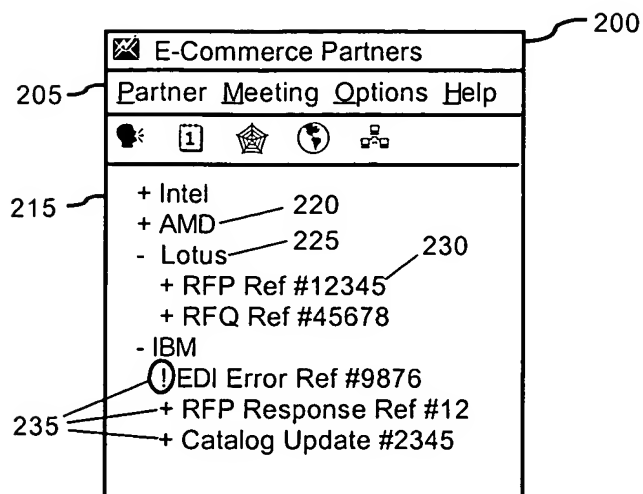 200
E-Commerce Partners
205
Partner Meeting Options Help
1
215
+ Intel
+ AMD 220
- Lotus 225 230
+ RFP Ref #12345
+ RFQ Ref #45678
- IBM
! EDI Error Ref #9876
235 + RFP Response Ref #12
+ Catalog Update #2345